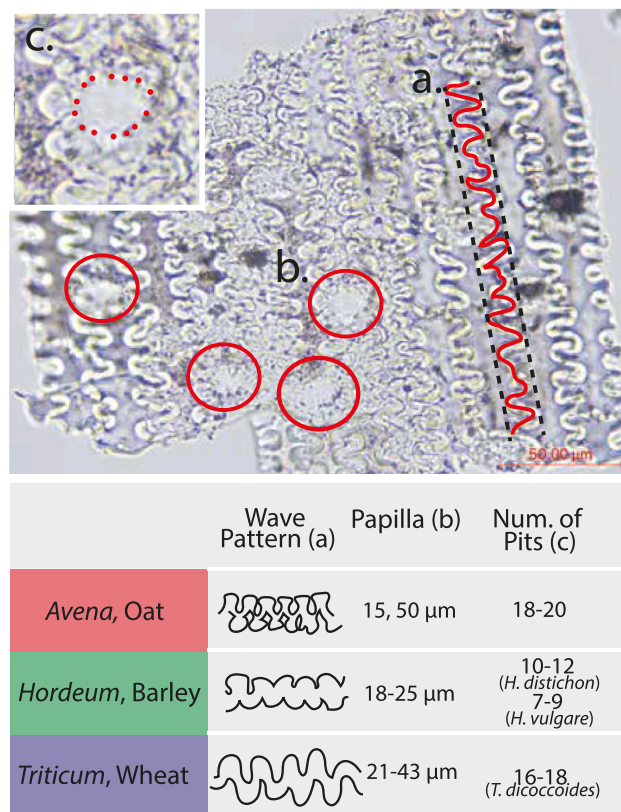 c.
a.
b.
50.00 µm
Wave Pattern (a)
Papilla (b)
Num. of Pits (c)
Avena, Oat
15, 50 µm
18-20
Hordeum, Barley
18-25 µm
10-12
(H. distichon)
7-9
(H. vulgare)
Triticum, Wheat
21-43 µm
16-18
(T. dicoccoides)